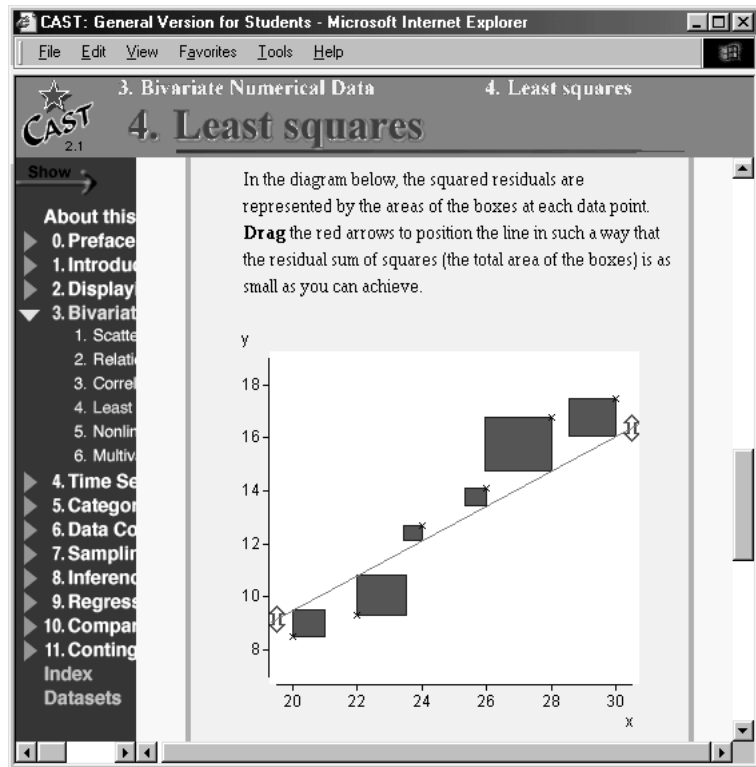 CAST: General Version for Students - Microsoft Internet Explorer
File Edit View Favorites Tools Help
3. Bivariate Numerical Data 4. Least squares
CAST 2.1
4. Least squares
Show
About this
0. Preface
1. Introdu
2. Displayi
3. Bivariat
1. Scatte
2. Relati
3. Correl
4. Least
5. Nonlin
6. Multiv
4. Time Se
5. Categor
6. Data Co
7. Samplin
8. Inferenc
9. Regress
10. Compar
11. Conting
Index
Datasets
In the diagram below, the squared residuals are
represented by the areas of the boxes at each data point.
Drag the red arrows to position the line in such a way that
the residual sum of squares (the total area of the boxes) is as
small as you can achieve.
y
18
16
14
12
10
8
20 22 24 26 28 30
x